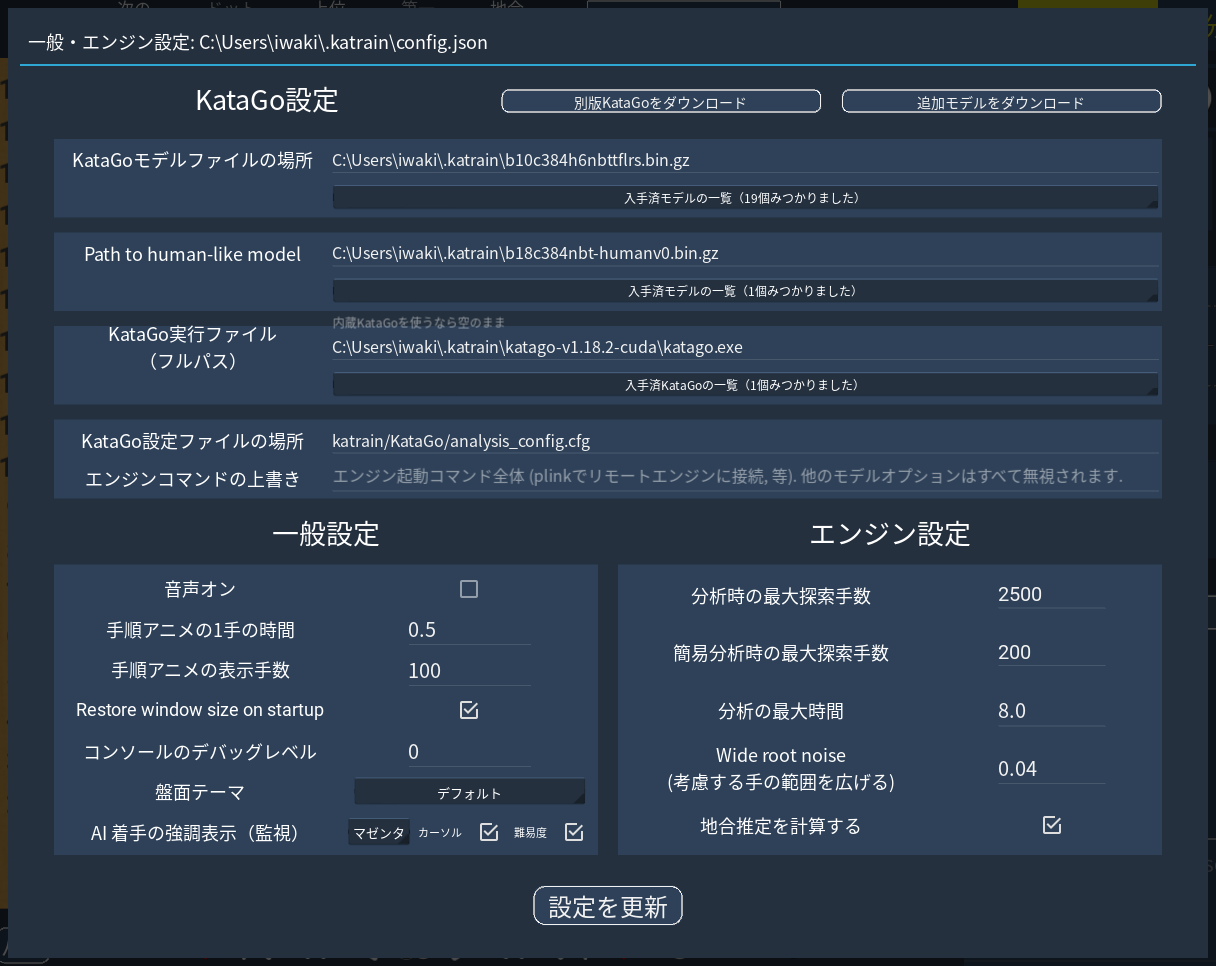 次の ドット 上位 第一 地合
一般・エンジン設定: C:\Users\iwaki\.katrain\config.json
KataGo設定
別版KataGoをダウンロード
追加モデルをダウンロード
KataGoモデルファイルの場所
C:\Users\iwaki\.katrain\b10c384h6nbttflrs.bin.gz
入手済モデルの一覧（19個みつかりました）
Path to human-like model
C:\Users\iwaki\.katrain\b18c384nbt-humanv0.bin.gz
入手済モデルの一覧（1個みつかりました）
KataGo実行ファイル
（フルパス）
内蔵KataGoを使うなら空のまま
C:\Users\iwaki\.katrain\katago-v1.18.2-cuda\katago.exe
入手済KataGoの一覧（1個みつかりました）
KataGo設定ファイルの場所
katrain/KataGo/analysis_config.cfg
エンジンコマンドの上書き
エンジン起動コマンド全体 (plinkでリモートエンジンに接続, 等). 他のモデルオプションはすべて無視されます.
一般設定
音声オン
手順アニメの1手の時間
0.5
手順アニメの表示手数
100
Restore window size on startup
コンソールのデバッグレベル
0
盤面テーマ
デフォルト
AI 着手の強調表示（監視）
マゼンタ カーソル 難易度
エンジン設定
分析時の最大探索手数
2500
簡易分析時の最大探索手数
200
分析の最大時間
8.0
Wide root noise
(考慮する手の範囲を広げる)
0.04
地合推定を計算する
設定を更新